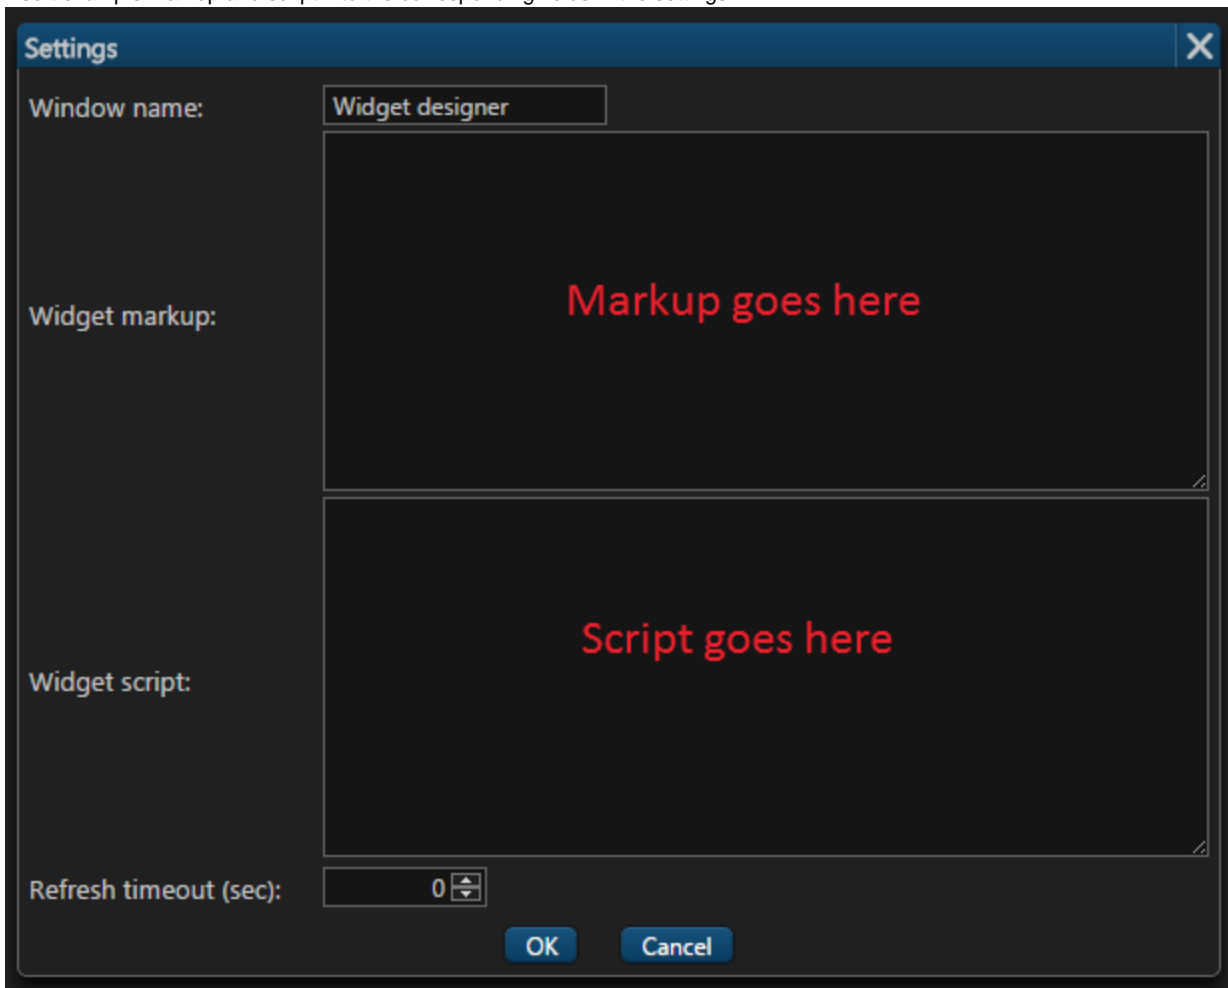 Settings
Window name:
Widget designer
Markup goes here
Widget markup:
Script goes here
Widget script:
Refresh timeout (sec):
0
OK
Cancel